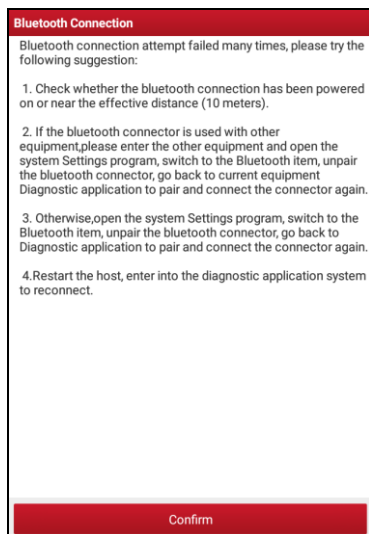 Bluetooth Connection
Bluetooth connection attempt failed many times, please try the
following suggestion:
1. Check whether the bluetooth connection has been powered
on or near the effective distance (10 meters).
2. If the bluetooth connector is used with other
equipment,please enter the other equipment and open the
system Settings program, switch to the Bluetooth item, unpair
the bluetooth connector, go back to current equipment
Diagnostic application to pair and connect the connector again.
3. Otherwise,open the system Settings program, switch to the
Bluetooth item, unpair the bluetooth connector, go back to
Diagnostic application to pair and connect the connector again.
4.Restart the host, enter into the diagnostic application system
to reconnect.
Confirm